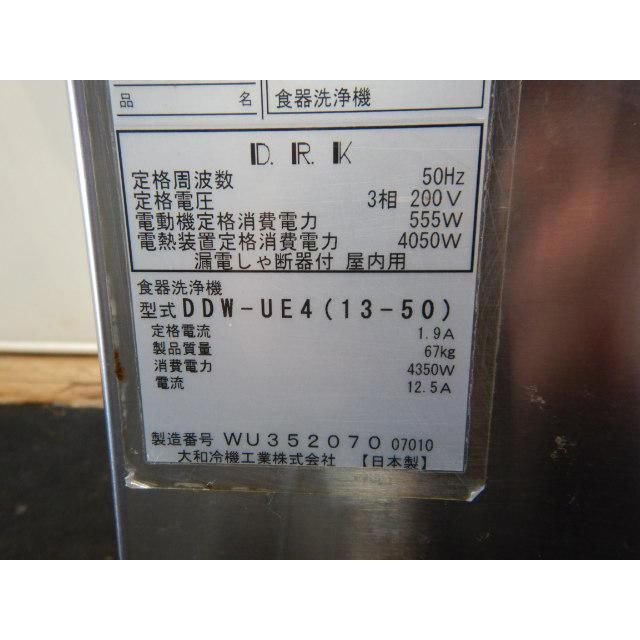 品 名 食器洗浄機
D.R.K
定格周波数 50Hz
定格電圧 3相 200V
電動機定格消費電力 555W
電熱装置定格消費電力 4050W
漏電しゃ断器付 屋内用
食器洗浄機
型式DDW-UE4(13-50)
定格電流 1.9A
製品質量 67kg
消費電力 4350W
電流 12.5A
製造番号 WU352070 07010
大和冷機工業株式会社 【日本製】